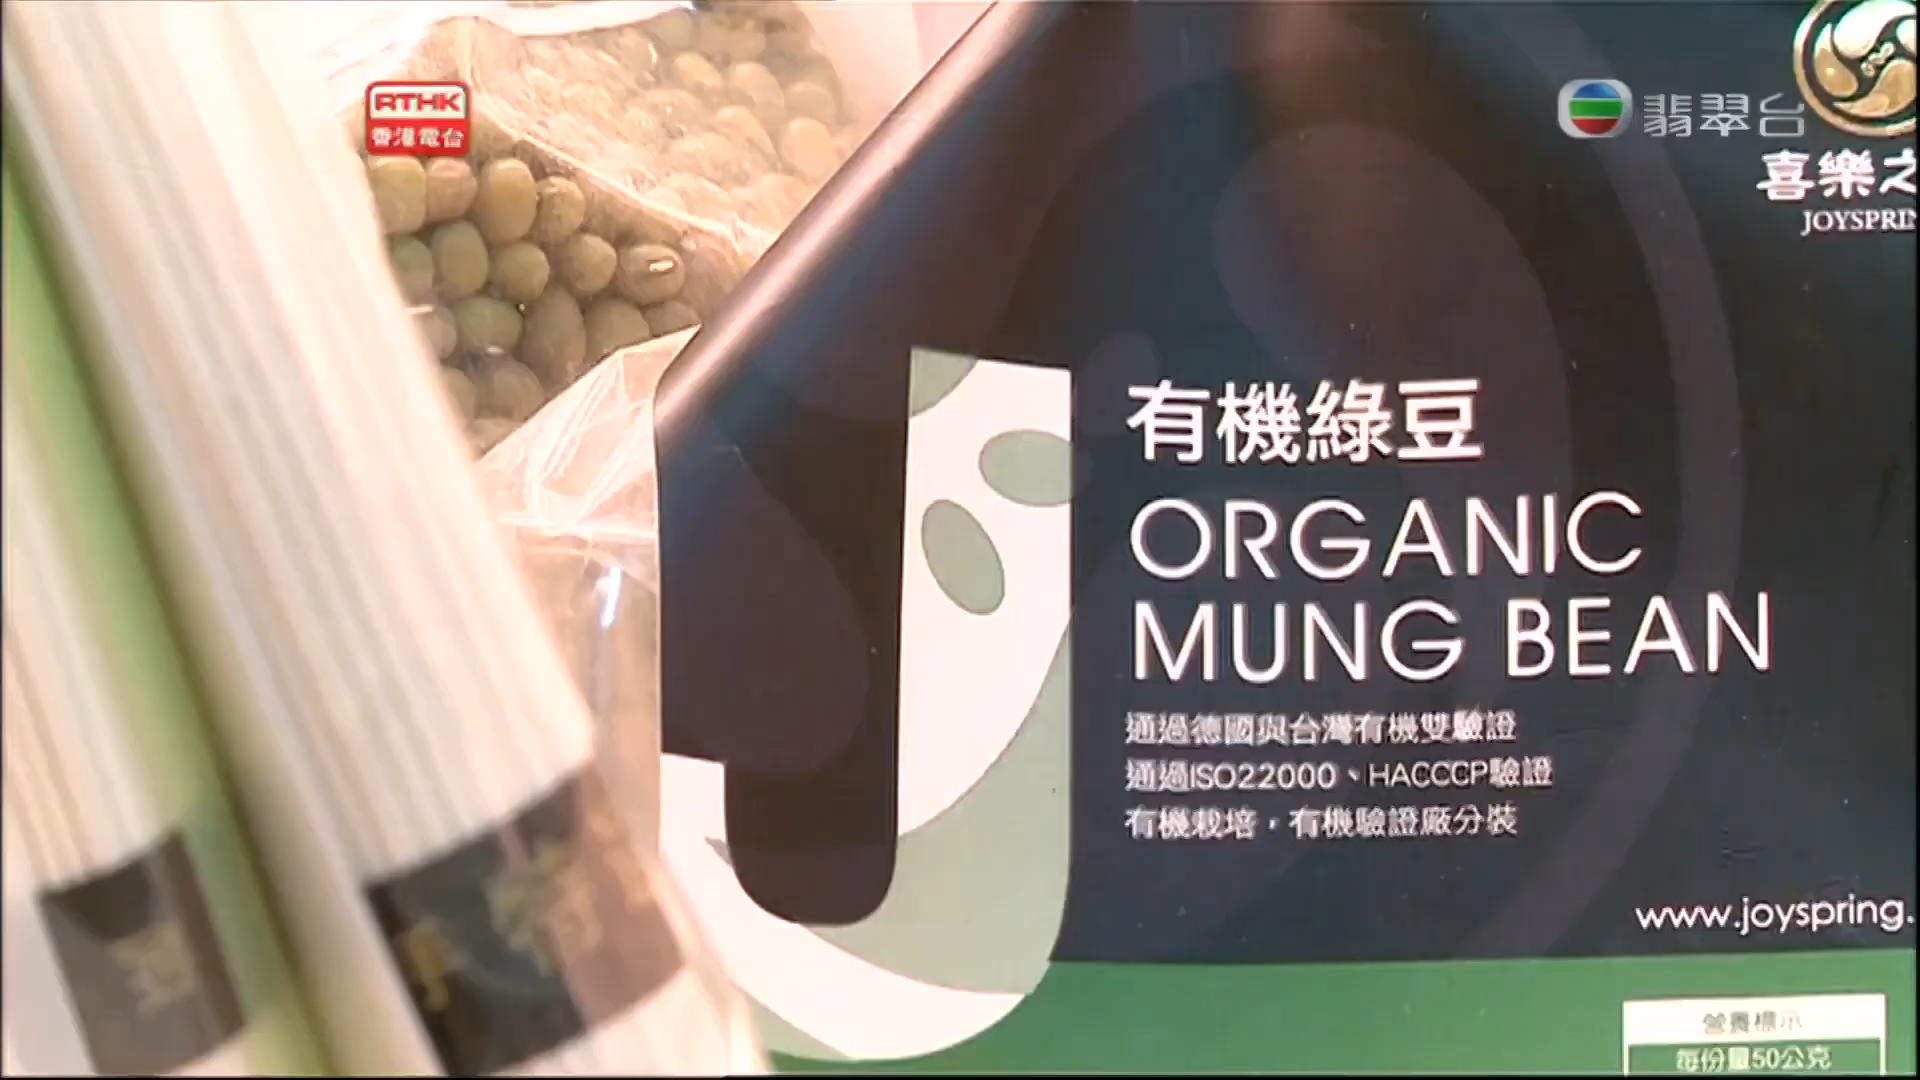 RTHK
香港電台
翡翠台
喜樂之
JOYSPRIN
有機綠豆
ORGANIC
MUNG BEAN
通過德國與台灣有機雙驗證
通過ISO22000、HACCCP驗證
有機栽培，有機驗證廠分裝
www.joyspring.
營養標示
每份量50公克